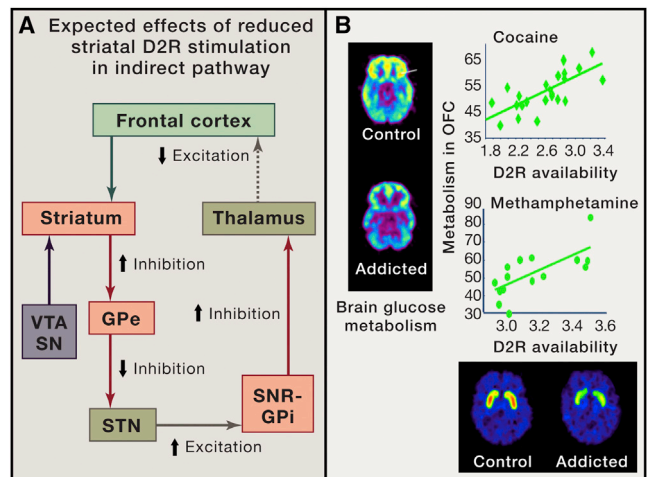 A
Expected effects of reduced
striatal D2R stimulation
in indirect pathway
Frontal cortex
Excitation
Striatum
Thalamus
Inhibition
VTA
SN
GPe
Inhibition
Inhibition
SNR-
GPi
STN
Excitation
B
Control
Addicted
Brain glucose
metabolism
Metabolism in OFC
Cocaine
65
55
45
35
1.8 2.2 2.6 3.0 3.4
D2R availability
Methamphetamine
90
80
70
60
50
40
30
3.0 3.2 3.4 3.6
D2R availability
Control Addicted